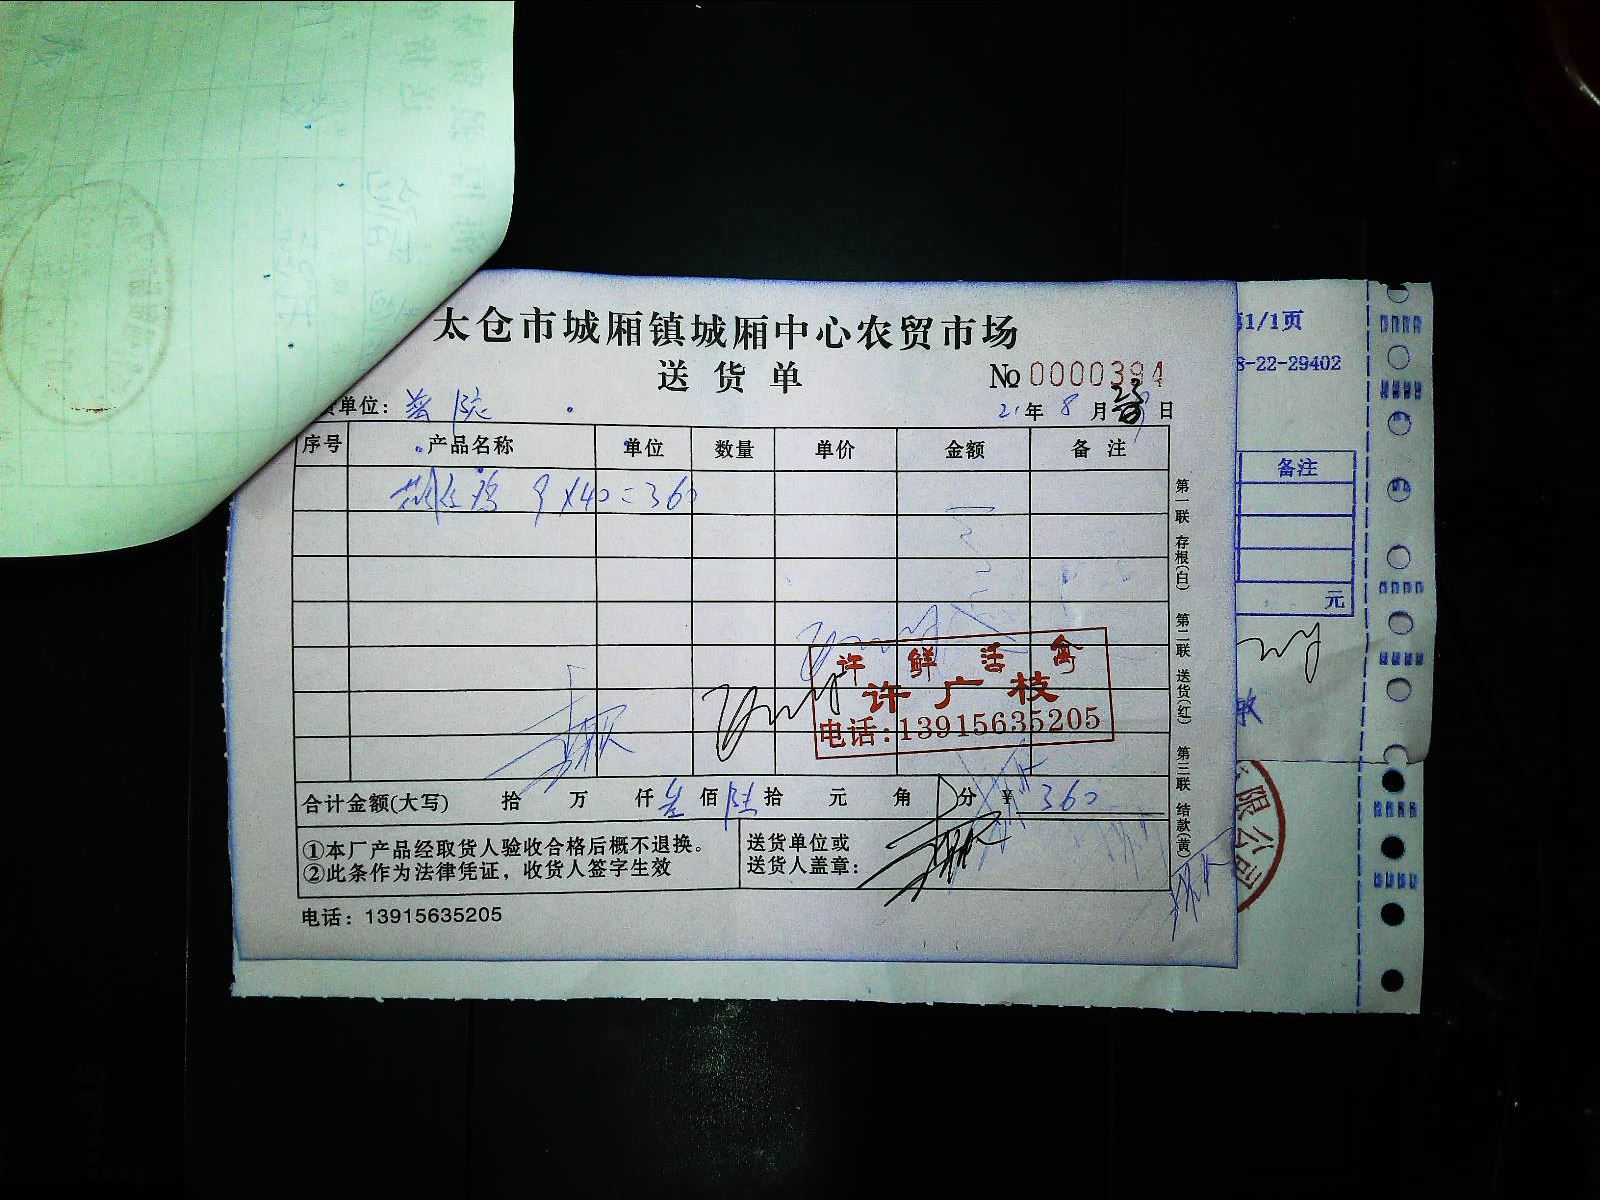 太仓市城厢镇城厢中心农贸市场
送货单
№ 0000394
第1/1页
8-22-29402
货单位:
21年 8月 日
序号 产品名称 单位 数量 单价 金额 备注
9×40=360
备注
元
第一联 存根(白) 第二联 送货(红) 第三联 结款(黄)
许鲜活禽
许广枝
电话:13915635205
合计金额(大写) 拾 万 仟叁佰陆拾 元 角 分 ¥ 360
①本厂产品经取货人验收合格后概不退换。
②此条作为法律凭证，收货人签字生效
送货单位或
送货人盖章:
电话: 13915635205
限公司